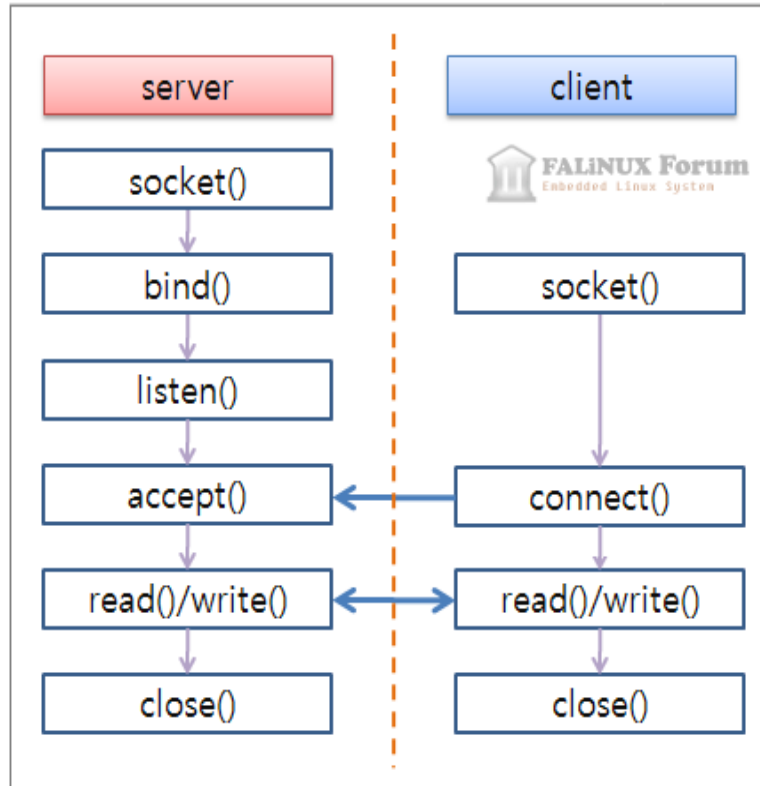 server
client
FALiNUX Forum
Embedded Linux System
socket()
bind()
socket()
listen()
accept()
connect()
read()/write()
read()/write()
close()
close()